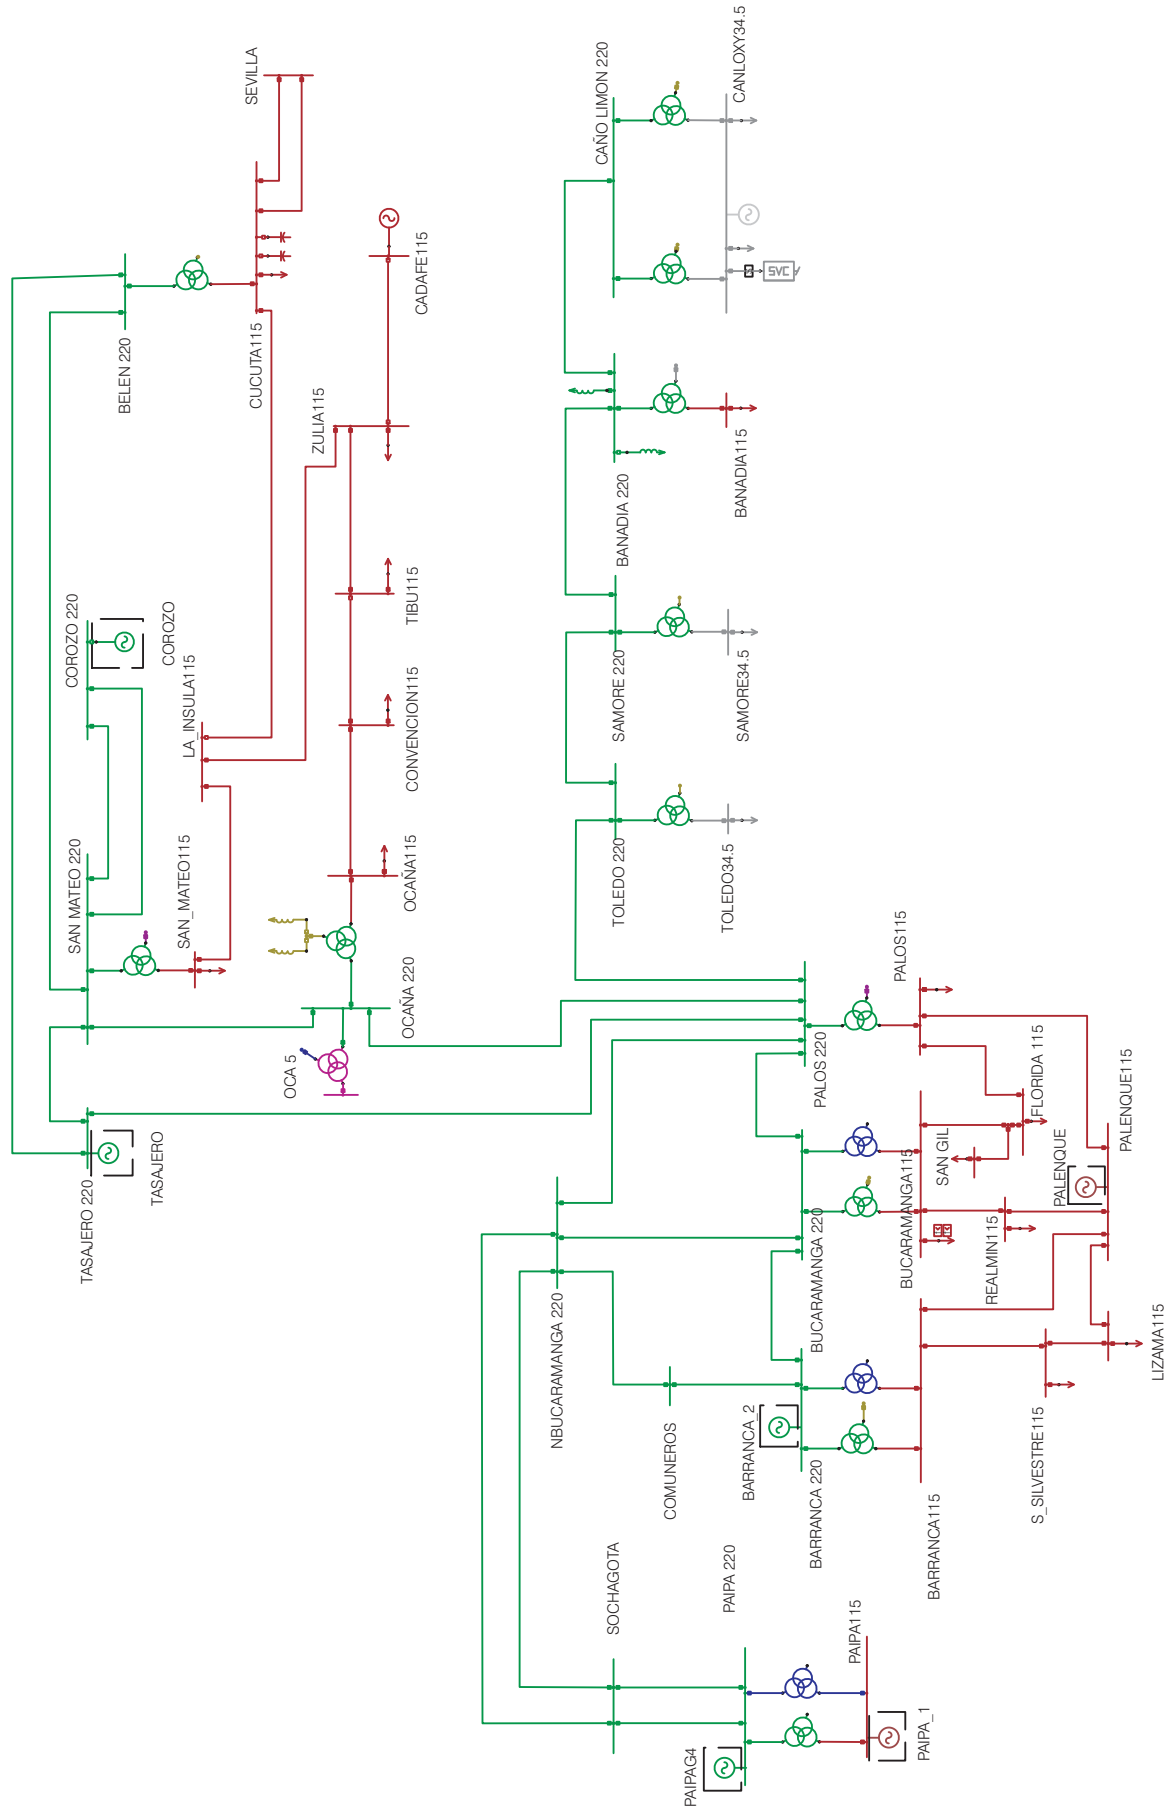 SEVILLA
CAÑO LIMON 220
CANLOXY34.5
SVC
BELEN 220
CUCUTA115
CADAFE115
ZULIA115
BANADIA 220
BANADIA115
COROZO 220
COROZO
LA_INSULA115
TIBU115
CONVENCION115
SAMORE 220
SAMORE34.5
SAN MATEO 220
SAN_MATEO115
OCAÑA115
OCAÑA 220
OCA 5
TOLEDO 220
TOLEDO34.5
TASAJERO 220
TASAJERO
PALOS 220
PALOS115
FLORIDA 115
PALENQUE115
PALENQUE
SAN GIL
BUCARAMANGA115
BUCARAMANGA 220
REALMIN115
NBUCARAMANGA 220
COMUNEROS
BARRANCA_2
BARRANCA 220
BARRANCA115
S_SILVESTRE115
LIZAMA115
SOCHAGOTA
PAIPA 220
PAIPA115
PAIPAG4
PAIPA_1